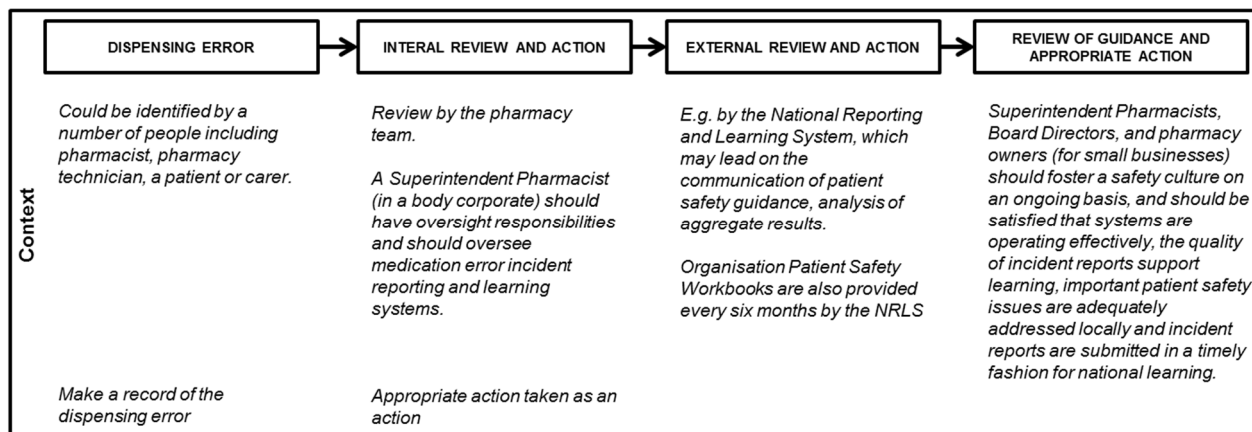 DISPENSING ERROR
INTERAL REVIEW AND ACTION
EXTERNAL REVIEW AND ACTION
REVIEW OF GUIDANCE AND
APPROPRIATE ACTION
Context
Could be identified by a
number of people including
pharmacist, pharmacy
technician, a patient or carer.
Make a record of the
dispensing error
Review by the pharmacy
team.
A Superintendent Pharmacist
(in a body corporate) should
have oversight responsibilities
and should oversee
medication error incident
reporting and learning
systems.
Appropriate action taken as an
action
E.g. by the National Reporting
and Learning System, which
may lead on the
communication of patient
safety guidance, analysis of
aggregate results.
Organisation Patient Safety
Workbooks are also provided
every six months by the NRLS
Superintendent Pharmacists,
Board Directors, and pharmacy
owners (for small businesses)
should foster a safety culture on
an ongoing basis, and should be
satisfied that systems are
operating effectively, the quality
of incident reports support
learning, important patient safety
issues are adequately
addressed locally and incident
reports are submitted in a timely
fashion for national learning.